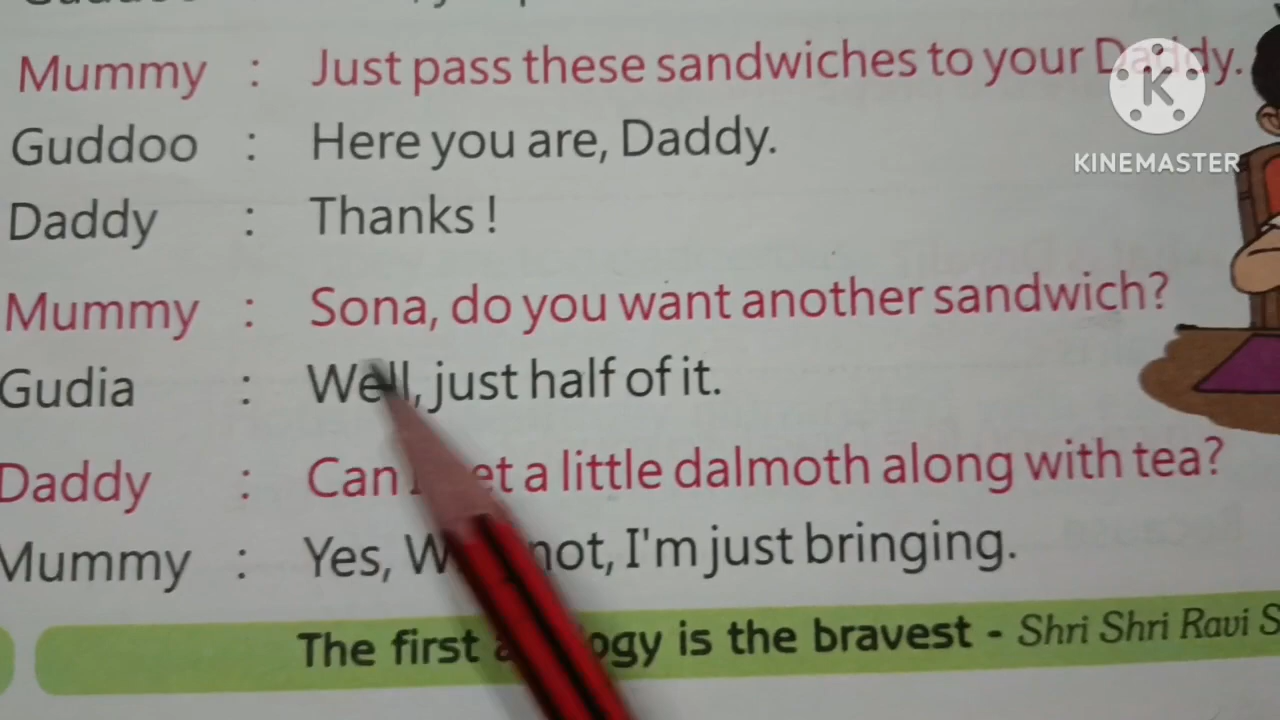 Mummy : Just pass these sandwiches to your Daddy.
Guddoo : Here you are, Daddy.
Daddy : Thanks !
Mummy : Sona, do you want another sandwich?
Gudia : Well, just half of it.
Daddy : Can a little dalmoth along with tea?
Mummy : Yes, not, I'm just bringing.
The first is the bravest - Shri Shri Ravi
KINEMASTER